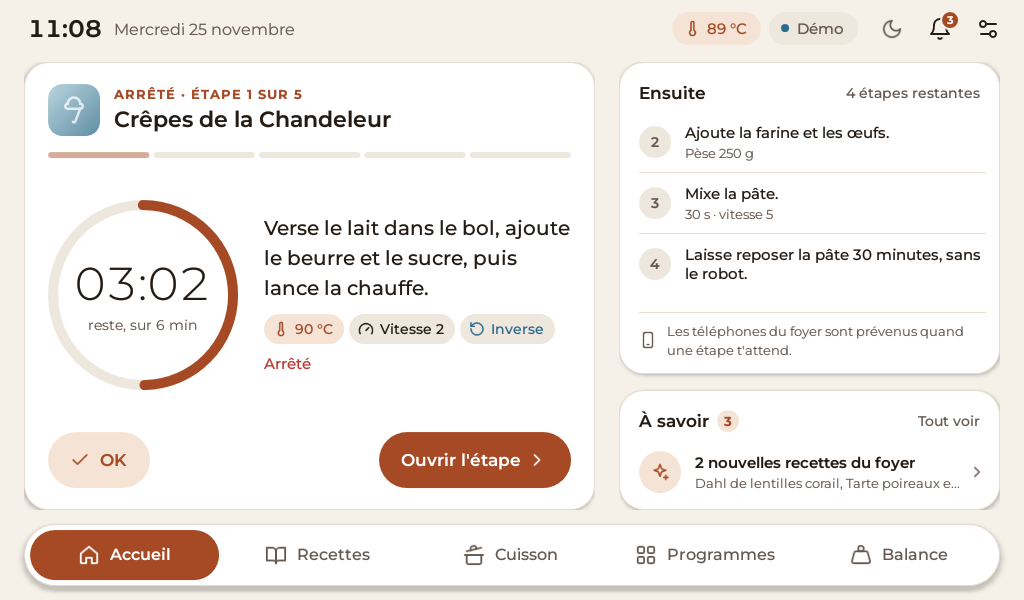 11:08 Mercredi 25 novembre
89 °C
Démo
3
ARRÊTÉ · ÉTAPE 1 SUR 5
Crêpes de la Chandeleur
03:02
reste, sur 6 min
Verse le lait dans le bol, ajoute
le beurre et le sucre, puis
lance la chauffe.
90 °C
Vitesse 2
Inverse
Arrêté
OK
Ouvrir l'étape
Ensuite
4 étapes restantes
2
Ajoute la farine et les œufs.
Pèse 250 g
3
Mixe la pâte.
30 s · vitesse 5
4
Laisse reposer la pâte 30 minutes, sans
le robot.
Les téléphones du foyer sont prévenus quand
une étape t'attend.
À savoir 3
Tout voir
2 nouvelles recettes du foyer
Dahl de lentilles corail, Tarte poireaux e...
Accueil
Recettes
Cuisson
Programmes
Balance